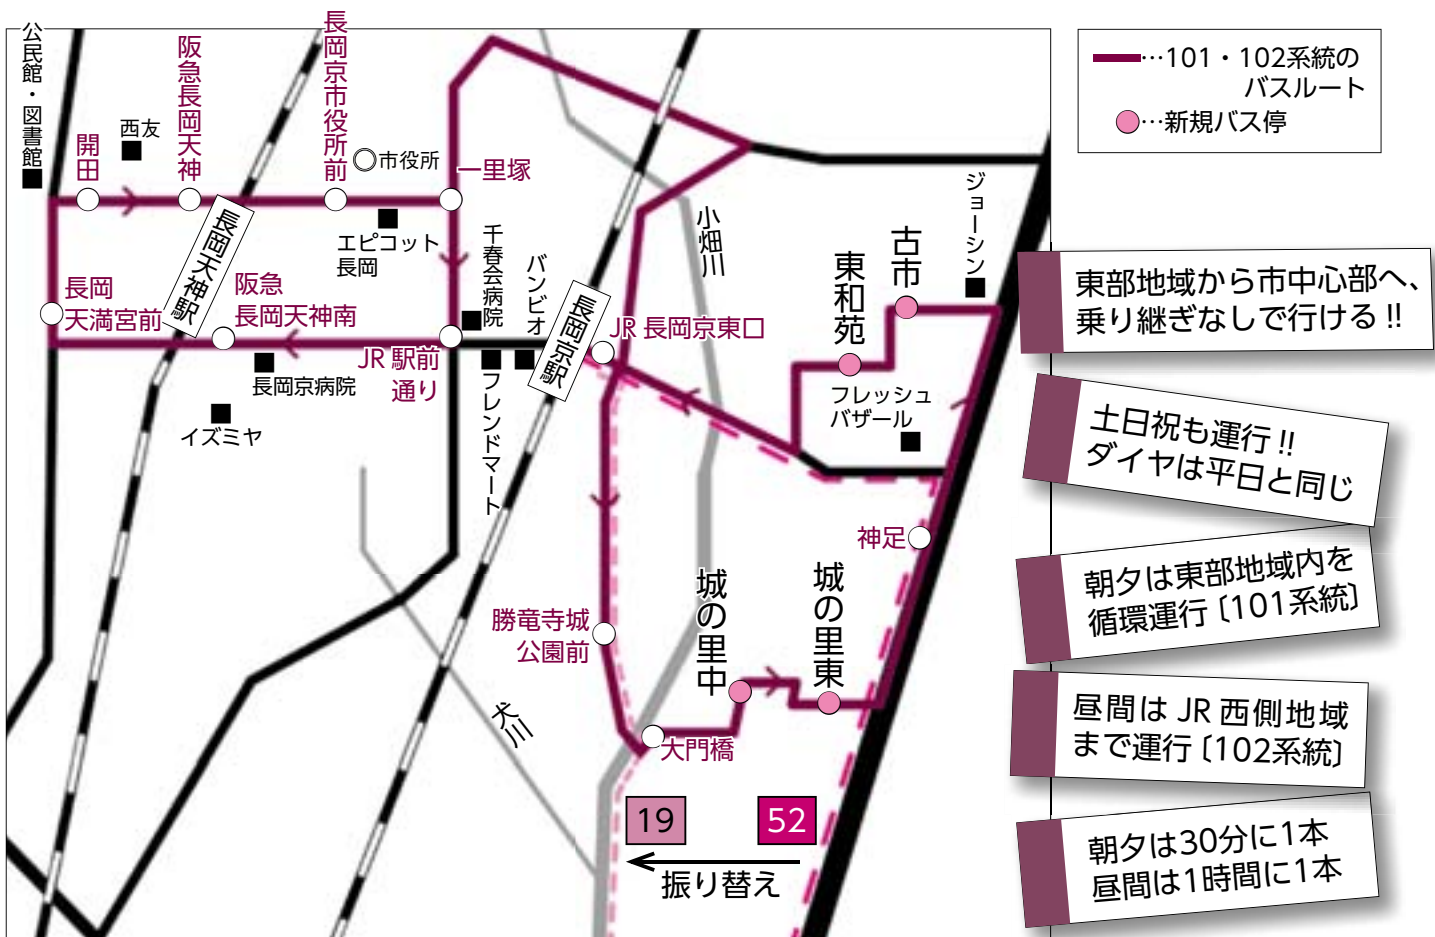 公民館・図書館
開田
西友
阪急長岡天神
長岡京市役所前
市役所
一里塚
エピコット
長岡
長岡天神駅
長岡
天満宮前
阪急
長岡天神南
千春会病院
バンビオ
長岡京駅
JR 駅前
通り
長岡京病院
イズミヤ
フレンドマート
JR 長岡京東口
小畑川
東和苑
古市
ジョーシン
フレッシュ
バザール
神足
勝竜寺城
公園前
城の里中
城の里東
大門橋
犬川
19
52
振り替え
…101・102系統の
バスルート
…新規バス停
東部地域から市中心部へ、
乗り継ぎなしで行ける!!
土日祝も運行!!
ダイヤは平日と同じ
朝夕は東部地域内を
循環運行〔101系統〕
昼間は JR 西側地域
まで運行〔102系統〕
朝夕は30分に1本
昼間は1時間に1本